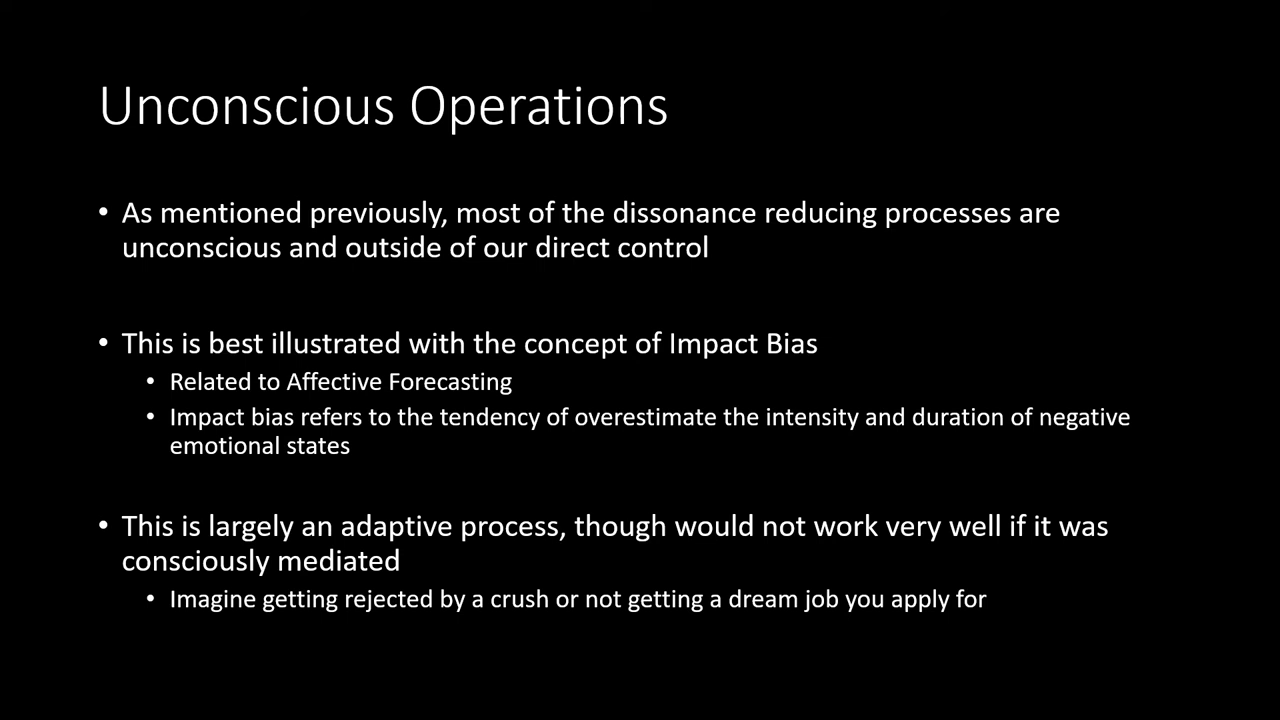 Unconscious Operations
• As mentioned previously, most of the dissonance reducing processes are
unconscious and outside of our direct control
• This is best illustrated with the concept of Impact Bias
• Related to Affective Forecasting
• Impact bias refers to the tendency of overestimate the intensity and duration of negative
emotional states
• This is largely an adaptive process, though would not work very well if it was
consciously mediated
• Imagine getting rejected by a crush or not getting a dream job you apply for